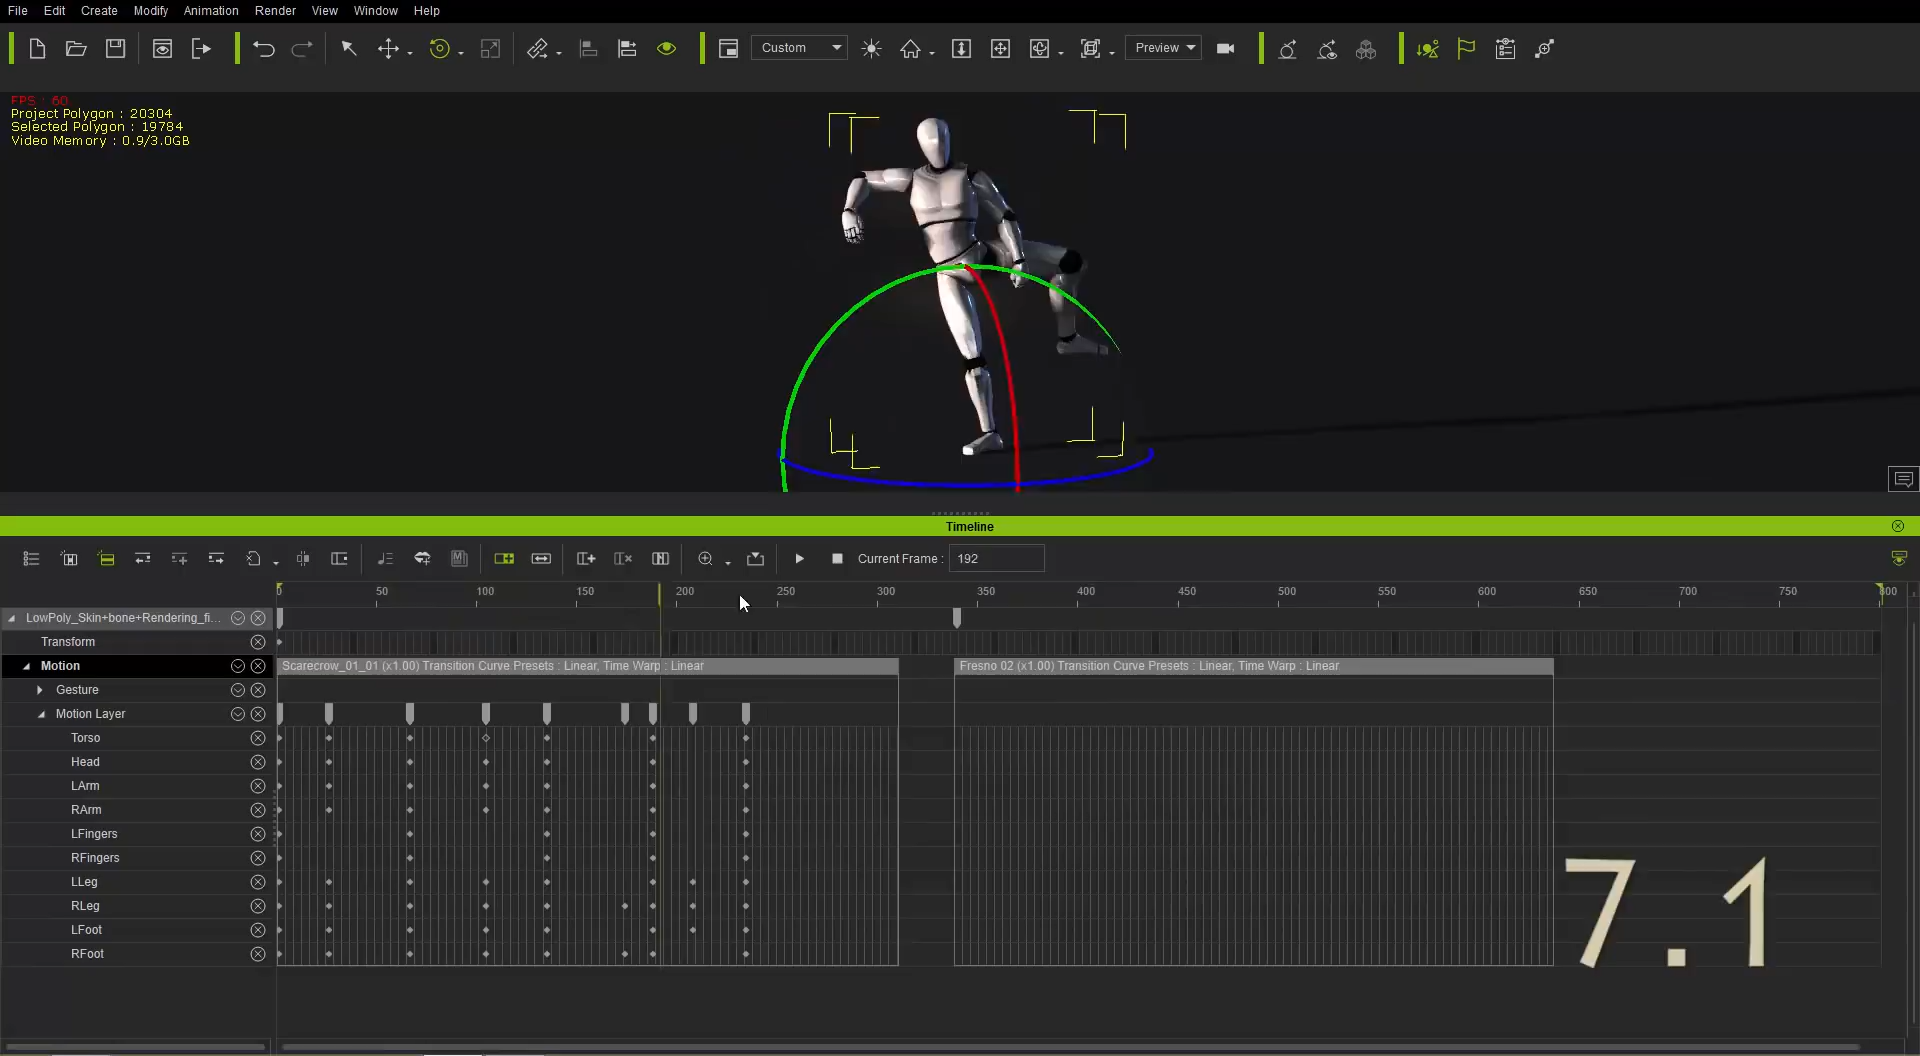 File Edit Create Modify Animation Render View Window Help
Custom Preview
FPS : 60
Project Polygon : 20304
Selected Polygon : 19784
Video Memory : 0.9/3.0GB
Timeline
Current Frame : 192
0 50 100 150 200 250 300 350 400 450 500 550 600 650 700 750 800
LowPoly_Skin+bone+Rendering_fi...
Transform
Motion
Scarecrow_01_01 (x1.00) Transition Curve Presets : Linear, Time Warp : Linear
Fresno 02 (x1.00) Transition Curve Presets : Linear, Time Warp : Linear
Gesture
Motion Layer
Torso
Head
LArm
RArm
LFingers
RFingers
LLeg
RLeg
LFoot
RFoot
7.1